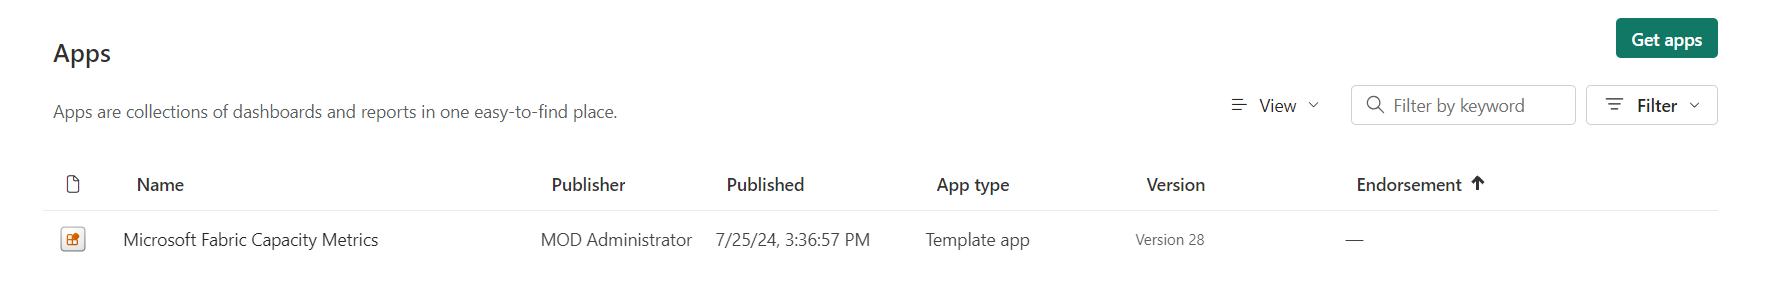 Get apps
Apps
Apps are collections of dashboards and reports in one easy-to-find place.
View
Filter by keyword
Filter
Name Publisher Published App type Version Endorsement
Microsoft Fabric Capacity Metrics MOD Administrator 7/25/24, 3:36:57 PM Template app Version 28 —